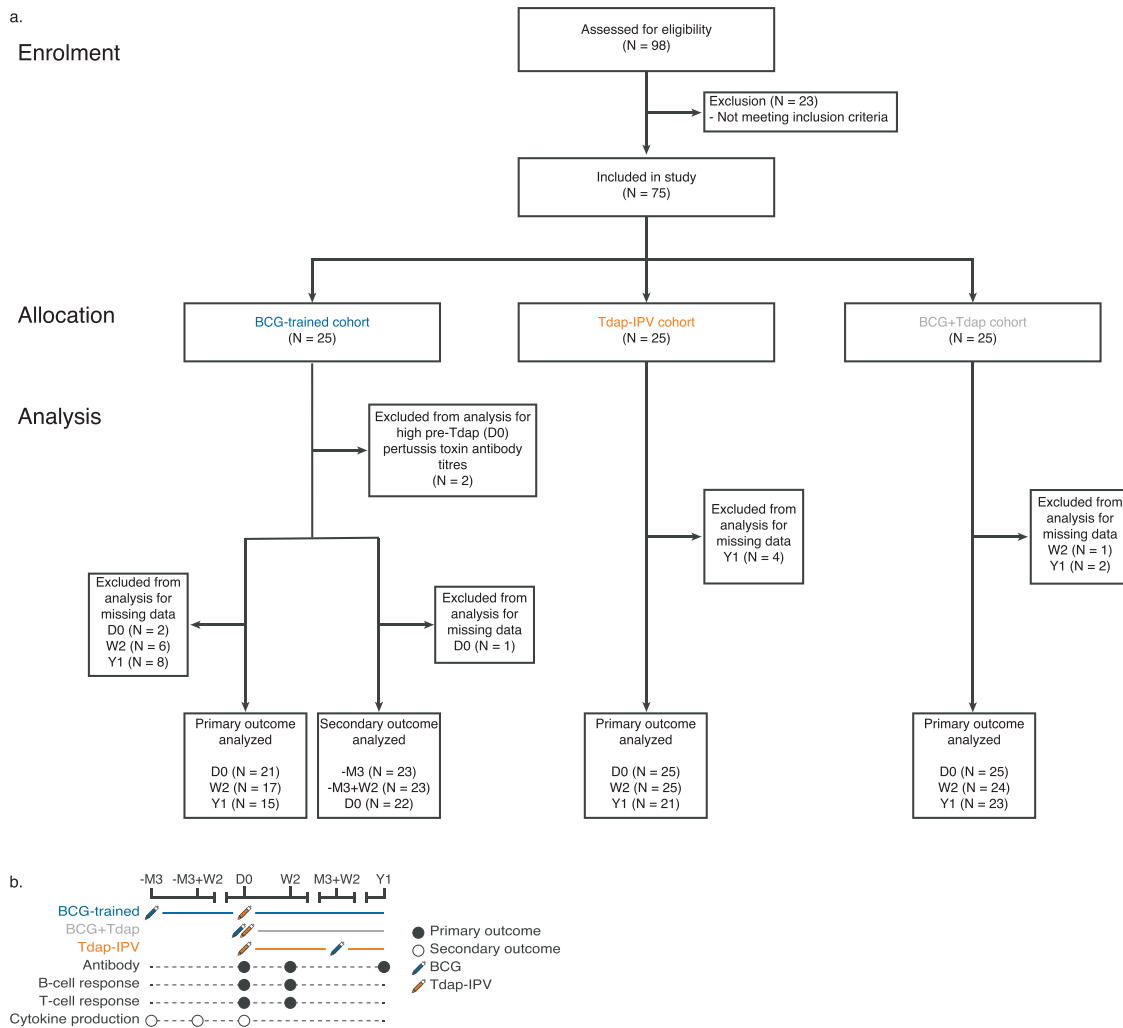 a.
Enrolment
Assessed for eligibility
(N = 98)
Exclusion (N = 23)
- Not meeting inclusion criteria
Included in study
(N = 75)
Allocation
BCG-trained cohort
(N = 25)
Tdap-IPV cohort
(N = 25)
BCG+Tdap cohort
(N = 25)
Analysis
Excluded from analysis for
high pre-Tdap (D0)
pertussis toxin antibody
titres
(N = 2)
Excluded from
analysis for
missing data
D0 (N = 2)
W2 (N = 6)
Y1 (N = 8)
Excluded from
analysis for
missing data
D0 (N = 1)
Excluded from
analysis for
missing data
Y1 (N = 4)
Excluded from
analysis for
missing data
W2 (N = 1)
Y1 (N = 2)
Primary outcome
analyzed
D0 (N = 21)
W2 (N = 17)
Y1 (N = 15)
Secondary outcome
analyzed
-M3 (N = 23)
-M3+W2 (N = 23)
D0 (N = 22)
Primary outcome
analyzed
D0 (N = 25)
W2 (N = 25)
Y1 (N = 21)
Primary outcome
analyzed
D0 (N = 25)
W2 (N = 24)
Y1 (N = 23)
b.
-M3 -M3+W2 D0 W2 M3+W2 Y1
BCG-trained
BCG+Tdap
Tdap-IPV
Antibody
B-cell response
T-cell response
Cytokine production
Primary outcome
Secondary outcome
BCG
Tdap-IPV